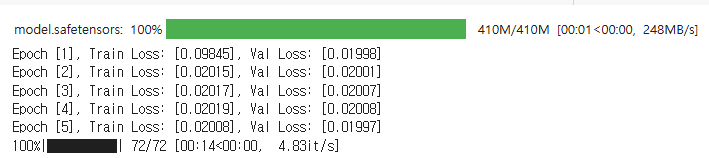 model.safetensors: 100% 410M/410M [00:01<00:00, 248MB/s]
Epoch [1], Train Loss: [0.09845], Val Loss: [0.01998]
Epoch [2], Train Loss: [0.02015], Val Loss: [0.02001]
Epoch [3], Train Loss: [0.02017], Val Loss: [0.02007]
Epoch [4], Train Loss: [0.02019], Val Loss: [0.02008]
Epoch [5], Train Loss: [0.02008], Val Loss: [0.01997]
100%|██████████| 72/72 [00:14<00:00, 4.83it/s]